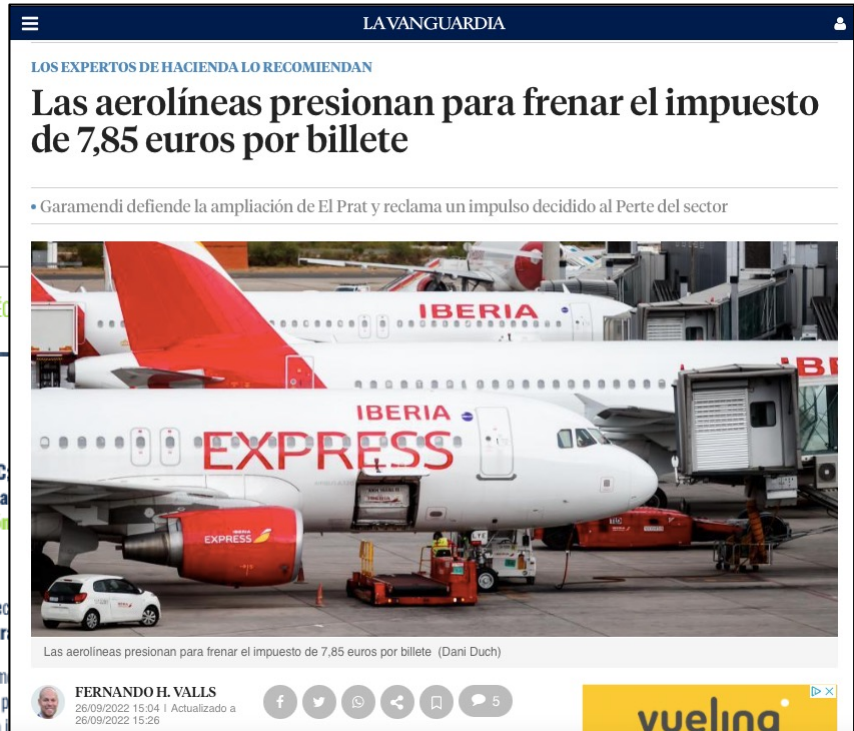 LAVANGUARDIA
LOS EXPERTOS DE HACIENDA LO RECOMIENDAN
Las aerolíneas presionan para frenar el impuesto
de 7,85 euros por billete
• Garamendi defiende la ampliación de El Prat y reclama un impulso decidido al Perte del sector
IBERIA
IB
IBERIA
EXPRESS
IBERIA
EXPRESS
Las aerolíneas presionan para frenar el impuesto de 7,85 euros por billete (Dani Duch)
FERNANDO H. VALLS
26/09/2022 15:04 | Actualizado a
26/09/2022 15:26
5
vueling